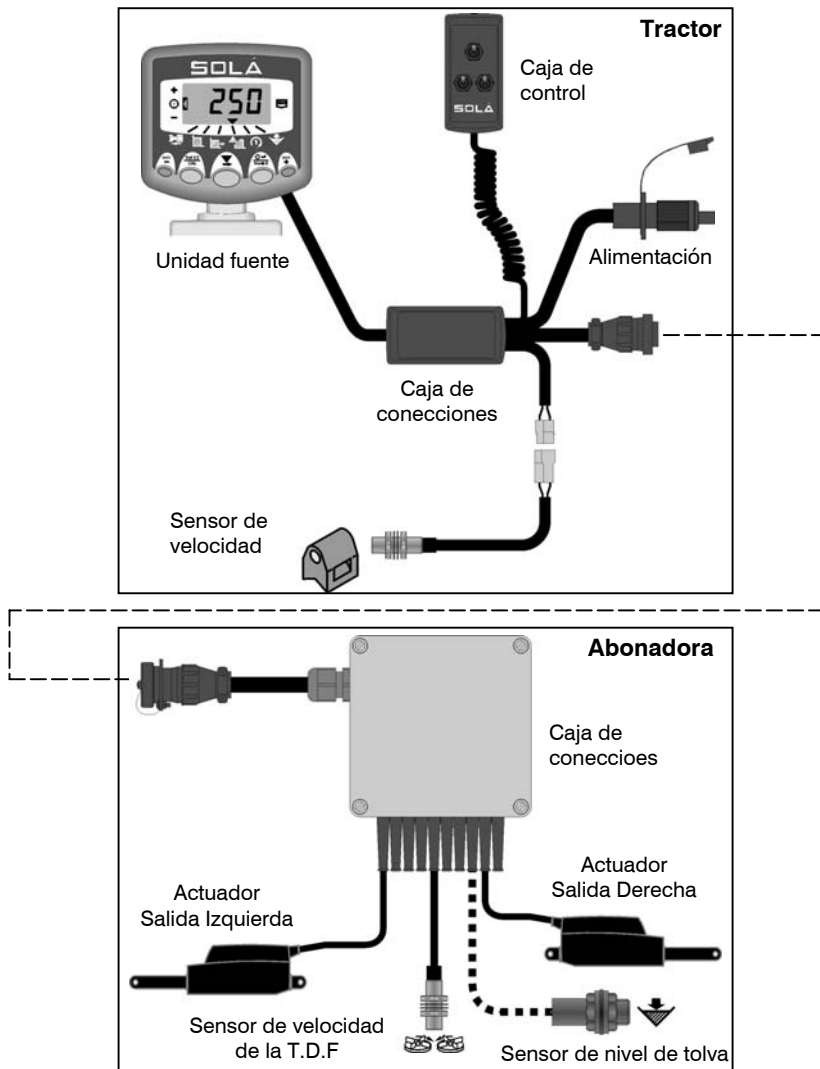 Tractor
SOLÁ
250
Caja de
control
SOLÁ
Unidad fuente
Alimentación
Caja de
conecciones
Sensor de
velocidad
Abonadora
Caja de
coneccioes
Actuador
Salida Izquierda
Actuador
Salida Derecha
Sensor de velocidad
de la T.D.F
Sensor de nivel de tolva